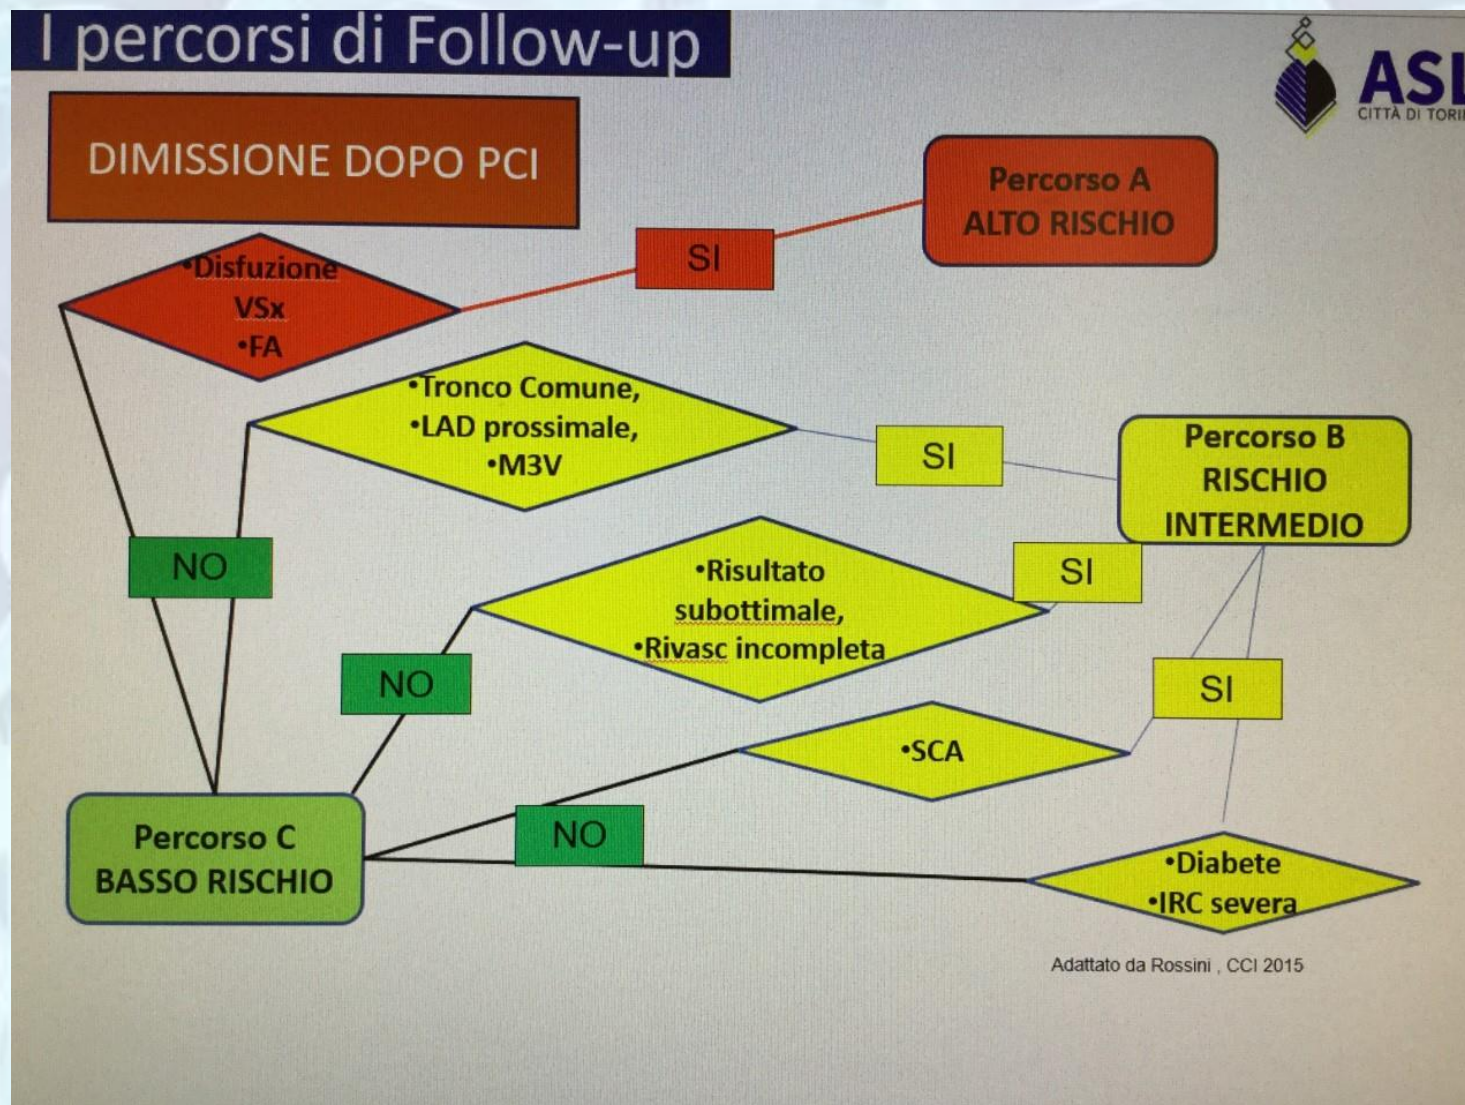 I percorsi di Follow-up
ASL
CITTÀ DI TORI
DIMISSIONE DOPO PCI
Percorso A
ALTO RISCHIO
SI
•Disfuzione
VSx
•FA
•Tronco Comune,
•LAD prossimale,
•M3V
SI
Percorso B
RISCHIO
INTERMEDIO
NO
•Risultato
subottimale,
•Rivasc incompleta
SI
NO
SI
•SCA
Percorso C
BASSO RISCHIO
NO
•Diabete
•IRC severa
Adattato da Rossini , CCI 2015